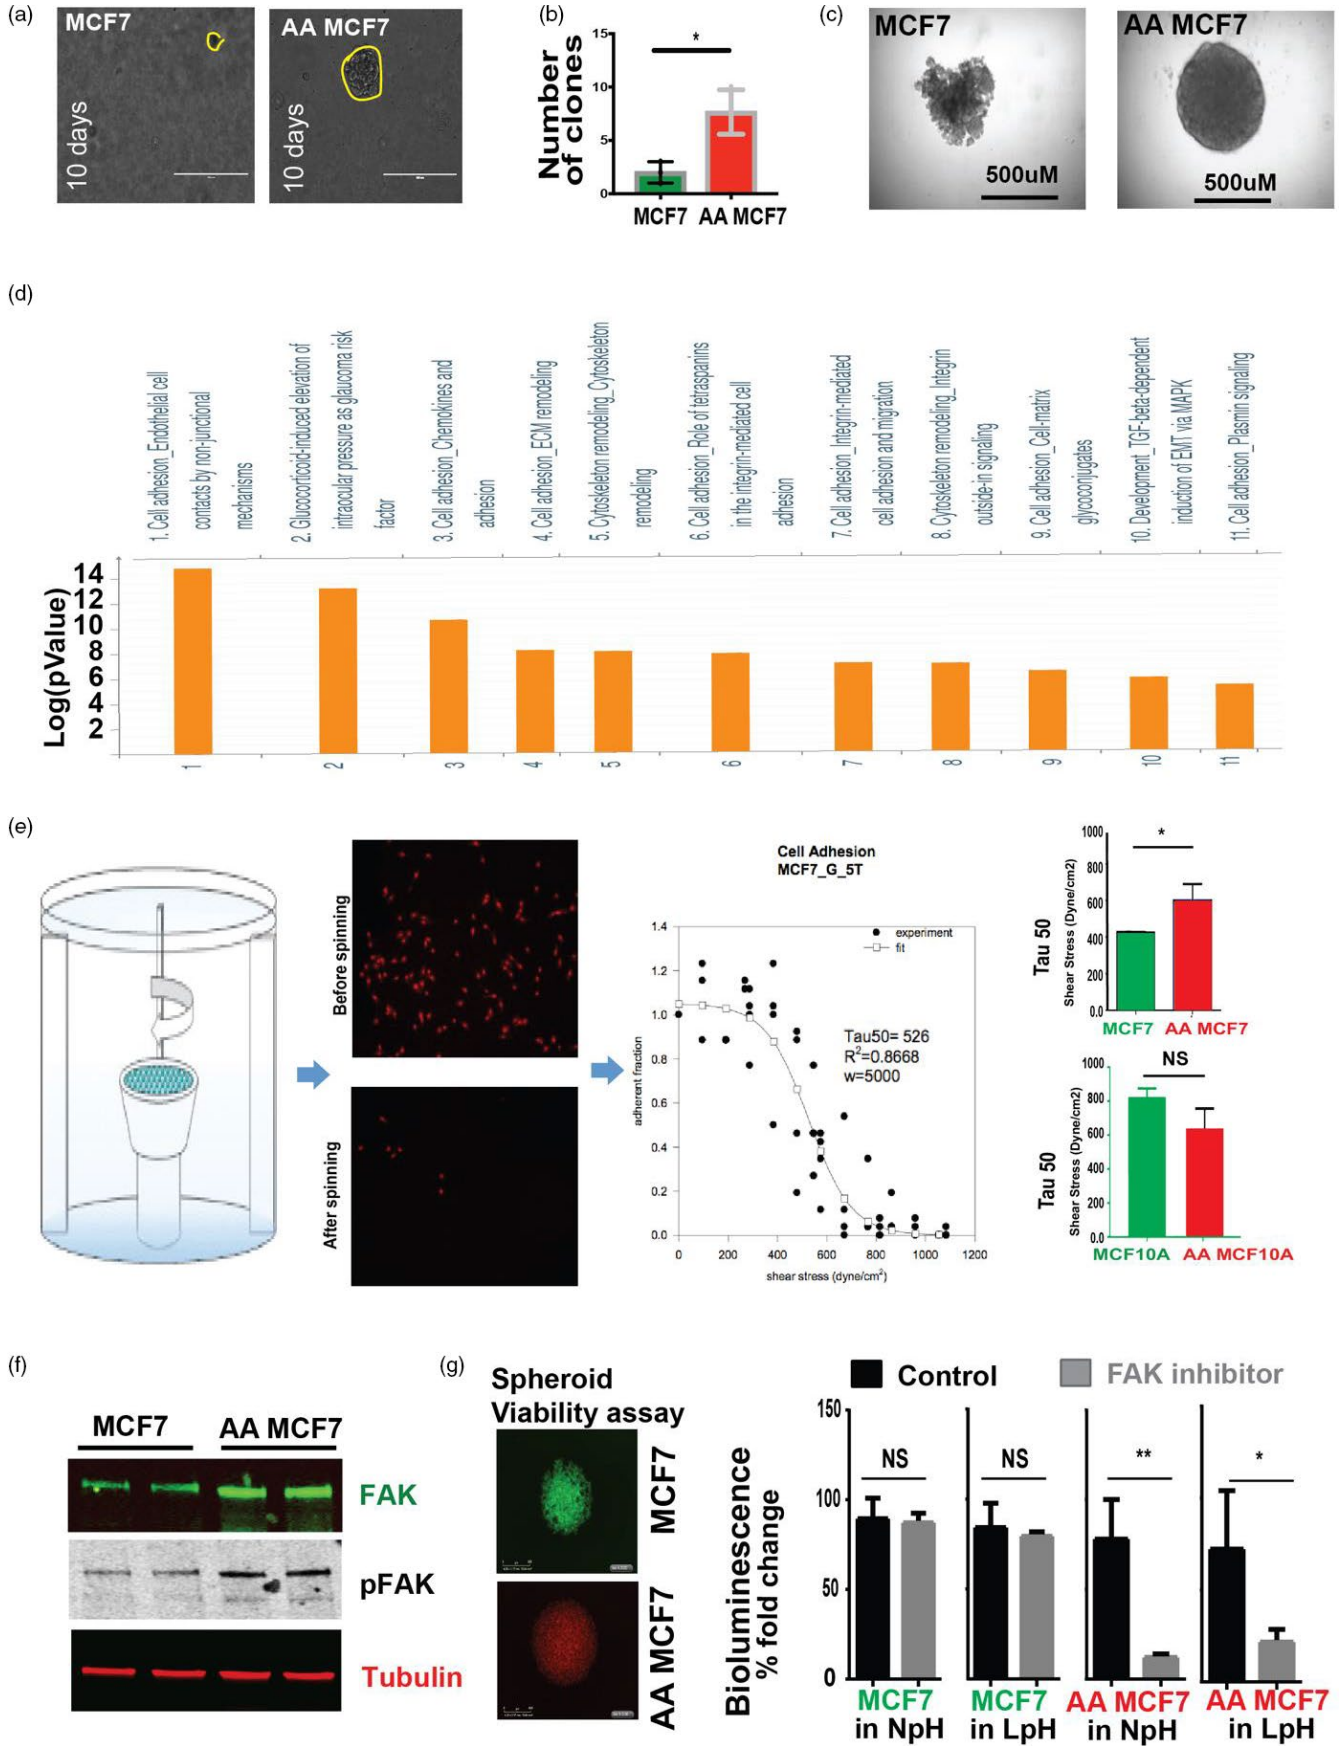 (a)
MCF7
10 days
AA MCF7
10 days
(b)
Number
of clones
15
10
5
0
*
MCF7
AA MCF7
(c)
MCF7
500uM
AA MCF7
500uM
(d)
1. Cell adhesion_Endothelial cell
contacts by non-junctional
mechanisms
2. Glucocorticoid-induced elevation of
intraocular pressure as glaucoma risk
factor
3. Cell adhesion_Chemokines and
adhesion
4. Cell adhesion_ECM remodeling
5. Cytoskeleton remodeling_Cytoskeleton
remodeling
6. Cell adhesion_Role of tetraspanins
in the integrin-mediated cell
adhesion
7. Cell adhesion_Integrin-mediated
cell adhesion and migration
8. Cytoskeleton remodeling_Integrin
outside-in signaling
9. Cell adhesion_Cell-matrix
glycoconjugates
10. Development_TGF-beta-dependent
induction of EMT via MAPK
11. Cell adhesion_Plasmin signaling
Log(pValue)
14
12
10
8
6
4
2
1 2 3 4 5 6 7 8 9 10 11
(e)
Before spinning
After spinning
Cell Adhesion
MCF7_G_5T
adherent fraction
1.4
1.2
1.0
0.8
0.6
0.4
0.2
0.0
experiment
fit
Tau50= 526
R²=0.8668
w=5000
0 200 400 600 800 1000 1200
shear stress (dyne/cm²)
Tau 50
Shear Stress (Dyne/cm2)
1000
800
600
400
200
0.0
*
MCF7
AA MCF7
Tau 50
Shear Stress (Dyne/cm2)
1000
800
600
400
200
0.0
NS
MCF10A
AA MCF10A
(f)
MCF7
AA MCF7
FAK
pFAK
Tubulin
(g)
Spheroid
Viability assay
MCF7
AA MCF7
Control
FAK inhibitor
Bioluminescence
% fold change
150
100
50
0
NS
NS
**
*
MCF7
in NpH
MCF7
in LpH
AA MCF7
in NpH
AA MCF7
in LpH